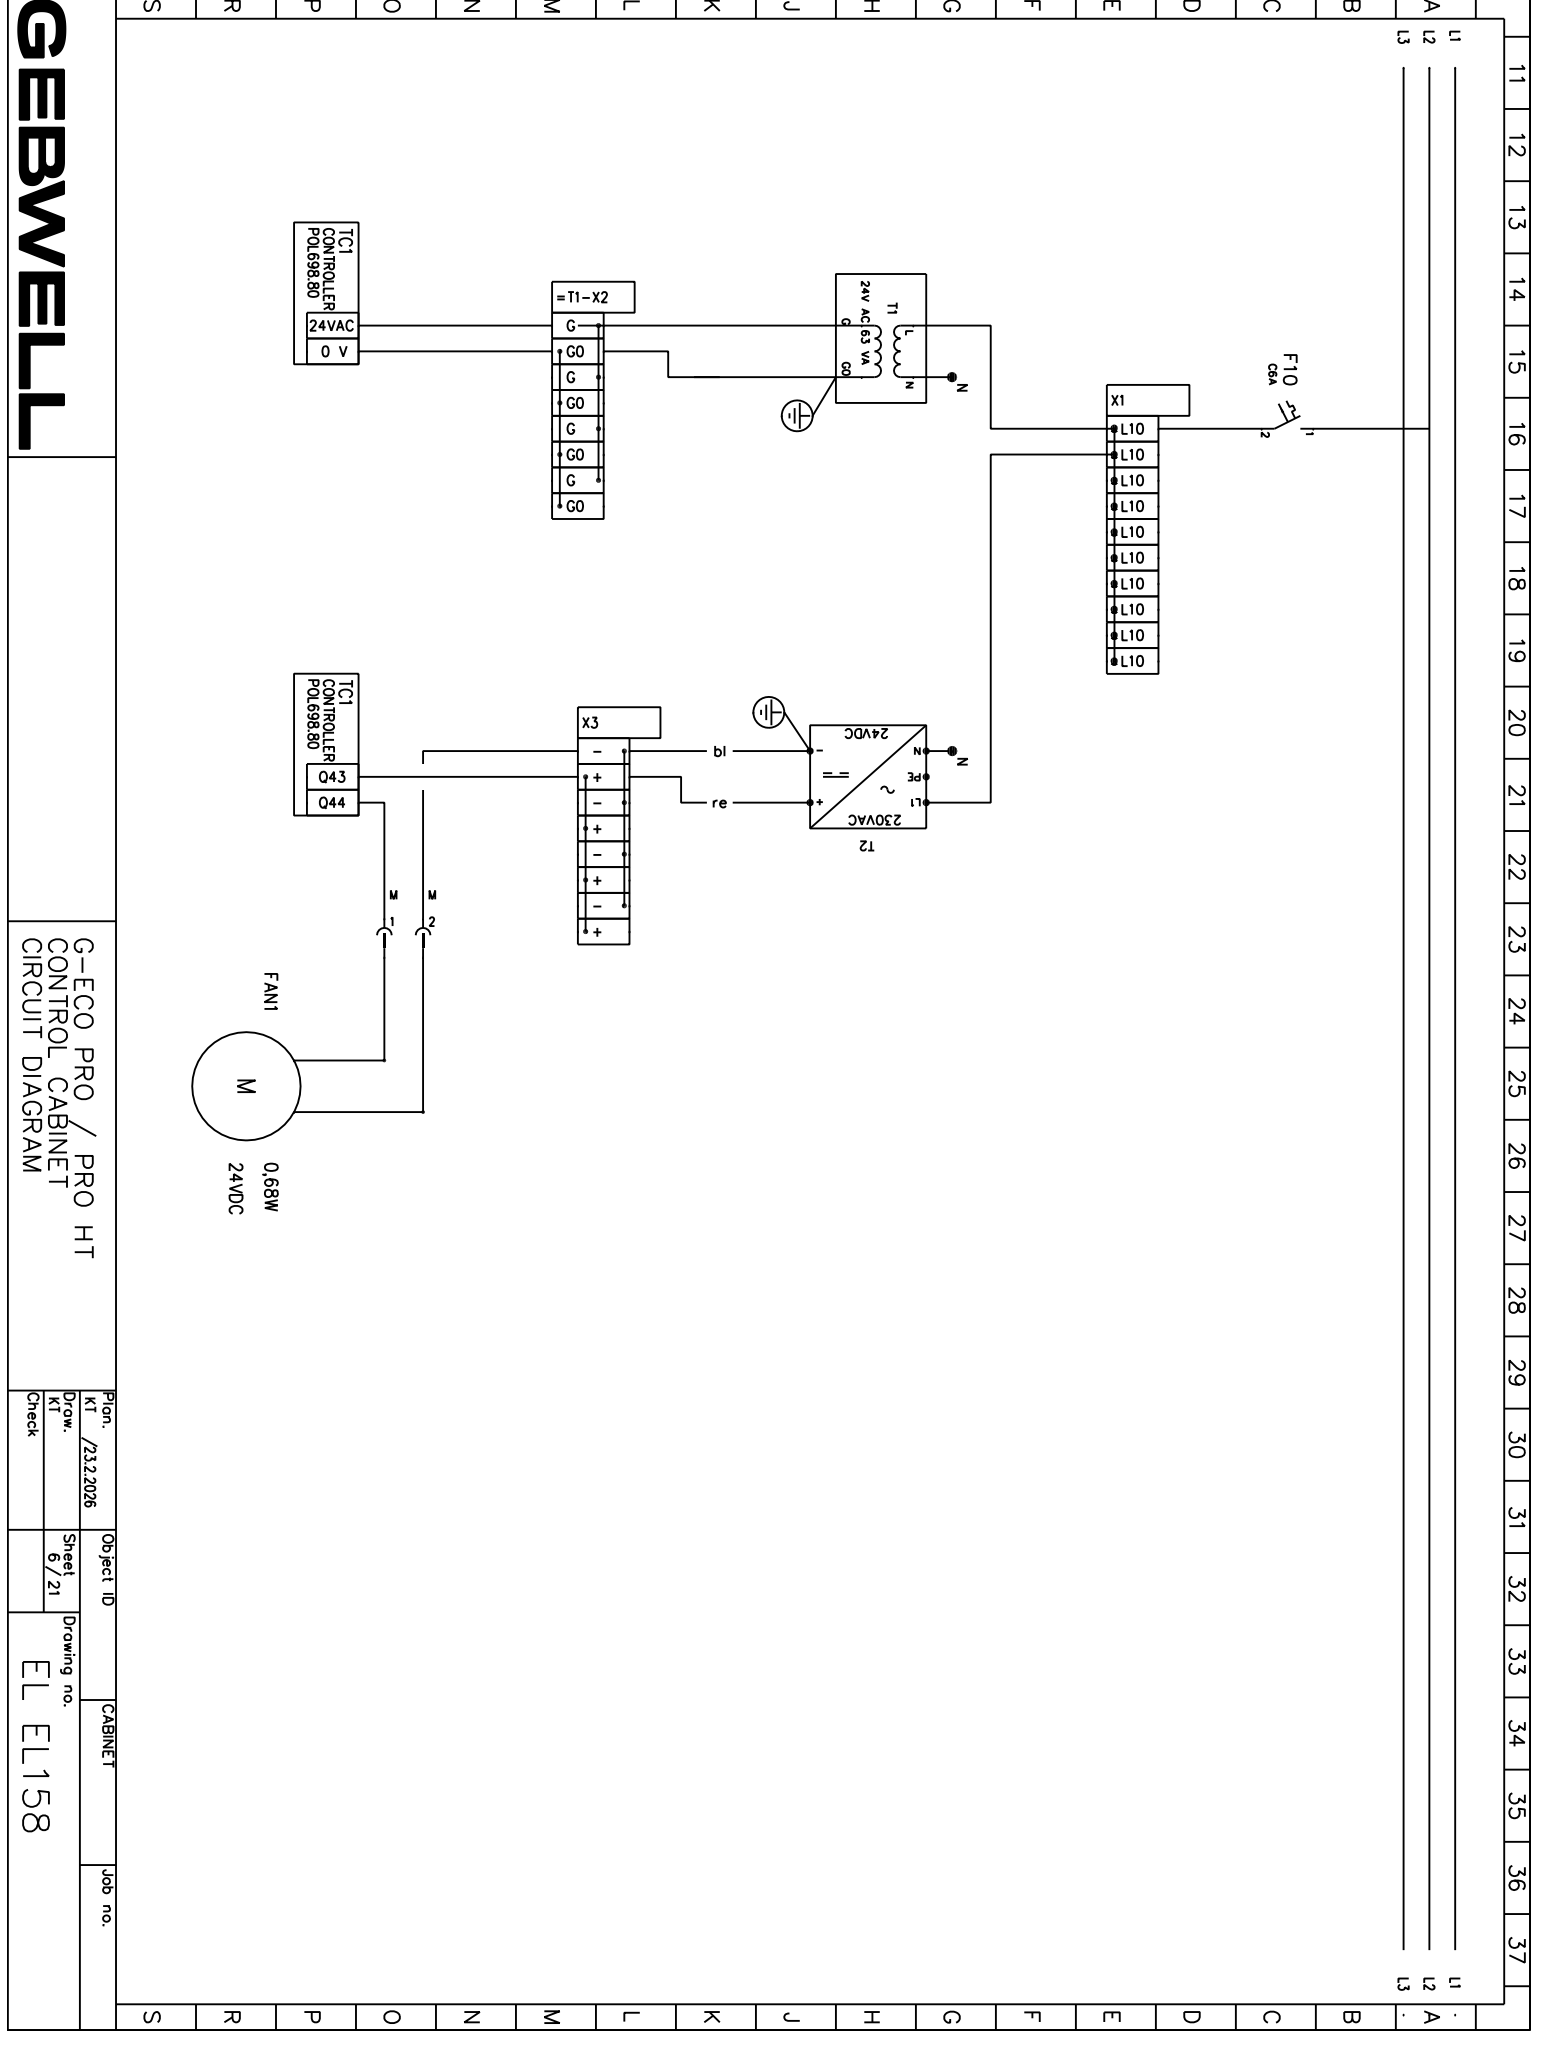 11 12 13 14 15 16 17 18 19 20 21 22 23 24 25 26 27 28 29 30 31 32 33 34 35 36 37
A
B
C
D
E
F
G
H
J
K
L
M
N
O
P
R
S
L1
L2
L3
L1
L2
L3
A
B
C
D
E
F
G
H
J
K
L
M
N
O
P
R
S
F10
C6A
1
2
X1
L10
L10
L10
L10
L10
L10
L10
L10
L10
L10
T1
L
N
N
24V AC.63 VA
G
G0
=T1-X2
G
G0
G
G0
G
G0
G
G0
TC1
CONTROLLER
POL698.80
24VAC
0 V
N
N
PE
L1
230VAC
24VDC
T2
-
+
bl
re
X3
-
+
-
+
-
+
-
+
TC1
CONTROLLER
POL698.80
Q43
Q44
M
2
M
1
FAN1
M
0,68W
24VDC
GEBWELL
G-ECO PRO / PRO HT
CONTROL CABINET
CIRCUIT DIAGRAM
Plan.
KT /23.2.2026
Draw.
KT
Check
Object ID
Sheet
6/21
CABINET
Job no.
Drawing no.
EL EL158